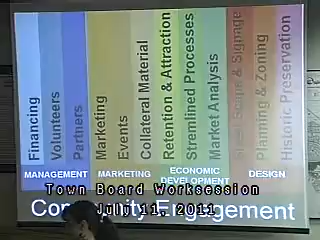 Financing
Volunteers
Partners
Marketing
Events
Collateral Material
Retention & Attraction
Streamlined Processes
Market Analysis
& Signage
Planning & Zoning
Historic Preservation
MANAGEMENT
MARKETING
ECONOMIC
DEVELOPMENT
DESIGN
Town Board Worksession
July 11, 2011
Community Engagement